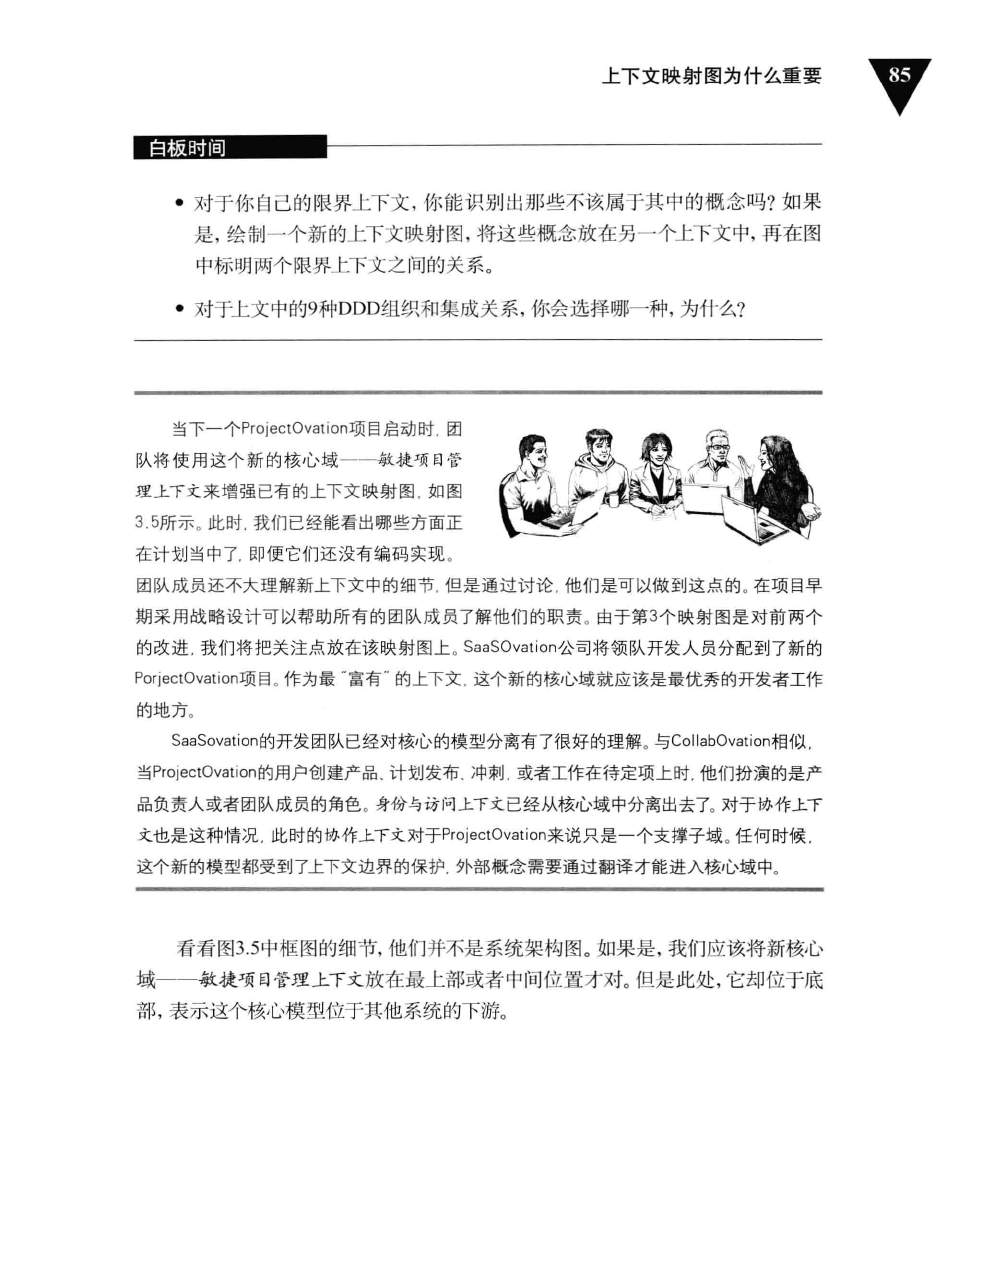 上下文映射图为什么重要 85
白板时间
• 对于你自己的限界上下文，你能识别出那些不该属于其中的概念吗？如果
是，绘制一个新的上下文映射图，将这些概念放在另一个上下文中，再在图
中标明两个限界上下文之间的关系。
• 对于上文中的9种DDD组织和集成关系，你会选择哪一种，为什么？
当下一个ProjectOvation项目启动时，团
队将使用这个新的核心域——敏捷项目管
理上下文来增强已有的上下文映射图，如图
3.5所示。此时，我们已经能看出哪些方面正
在计划当中了，即便它们还没有编码实现。
团队成员还不大理解新上下文中的细节，但是通过讨论，他们是可以做到这点的。在项目早
期采用战略设计可以帮助所有的团队成员了解他们的职责。由于第3个映射图是对前两个
的改进，我们将把关注点放在该映射图上。SaaSOvation公司将领队开发人员分配到了新的
PorjectOvation项目。作为最“富有”的上下文，这个新的核心域就应该是最优秀的开发者工作
的地方。
SaaSovation的开发团队已经对核心的模型分离有了很好的理解。与CollabOvation相似，
当ProjectOvation的用户创建产品、计划发布、冲刺，或者工作在待定项上时，他们扮演的是产
品负责人或者团队成员的角色。身份与访问上下文已经从核心域中分离出去了。对于协作上下
文也是这种情况，此时的协作上下文对于ProjectOvation来说只是一个支撑子域。任何时候，
这个新的模型都受到了上下文边界的保护，外部概念需要通过翻译才能进入核心域中。
看看图3.5中框图的细节，他们并不是系统架构图。如果是，我们应该将新核心
域——敏捷项目管理上下文放在最上部或者中间位置才对。但是此处，它却位于底
部，表示这个核心模型位于其他系统的下游。